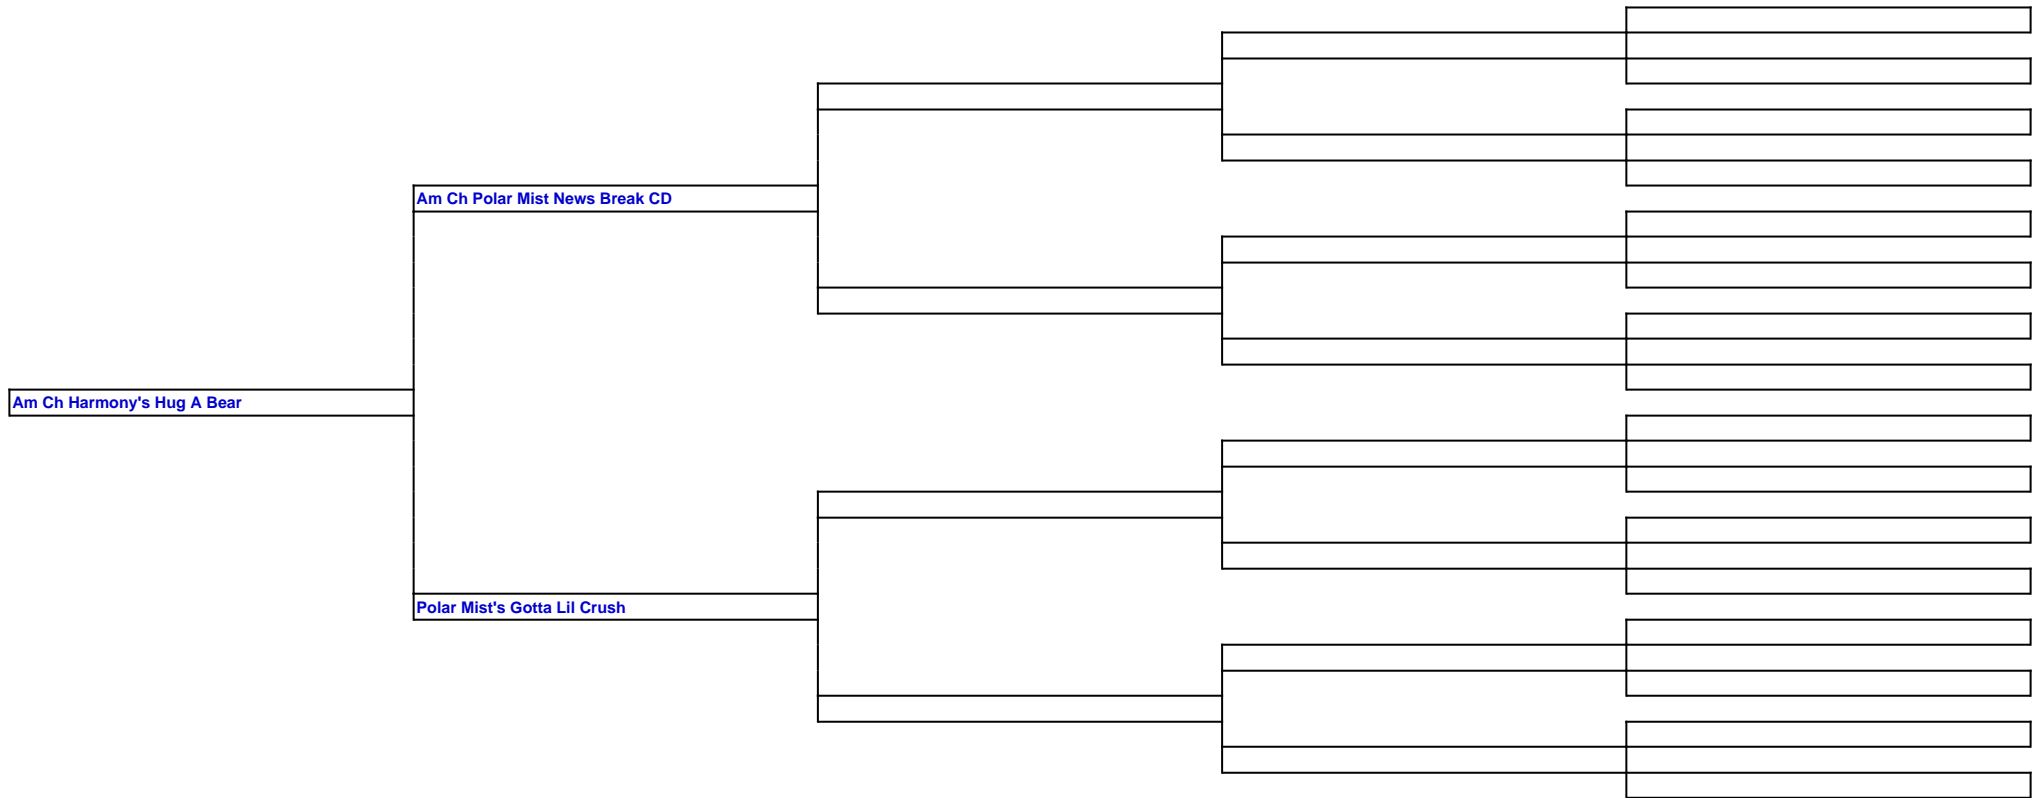 Am Ch Polar Mist News Break CD
Am Ch Harmony's Hug A Bear
Polar Mist's Gotta Lil Crush